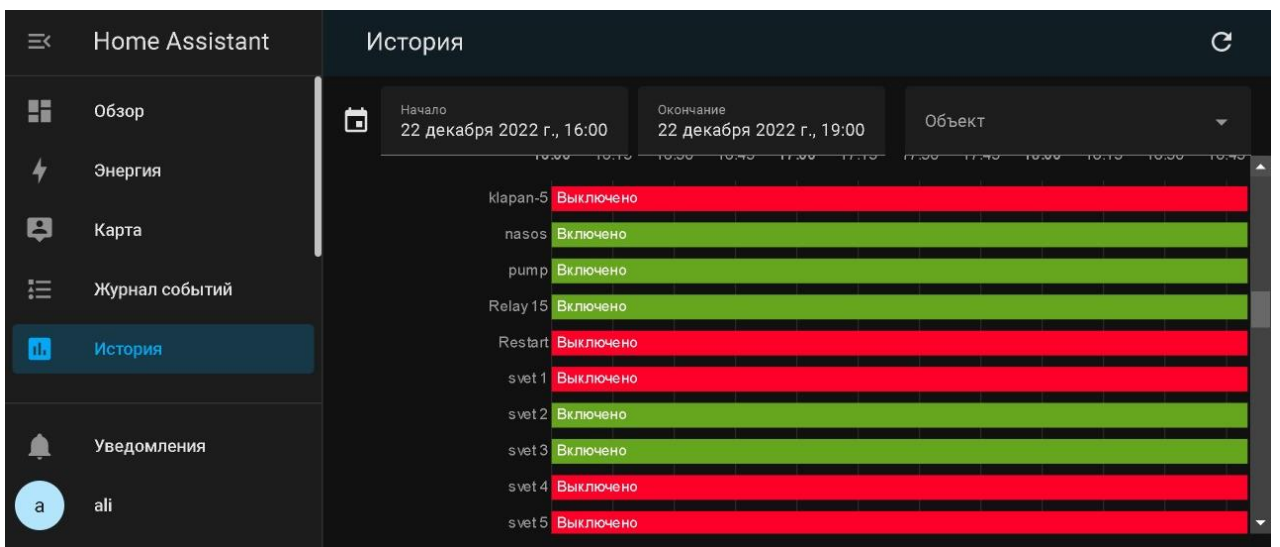 Home Assistant
История
Обзор
Энергия
Карта
Журнал событий
История
Уведомления
a
ali
Начало
22 декабря 2022 г., 16:00
Окончание
22 декабря 2022 г., 19:00
Объект
klapan-5 Выключено
nasos Включено
pump Включено
Relay 15 Включено
Restart Выключено
svet 1 Выключено
svet 2 Включено
svet 3 Включено
svet 4 Выключено
svet 5 Выключено